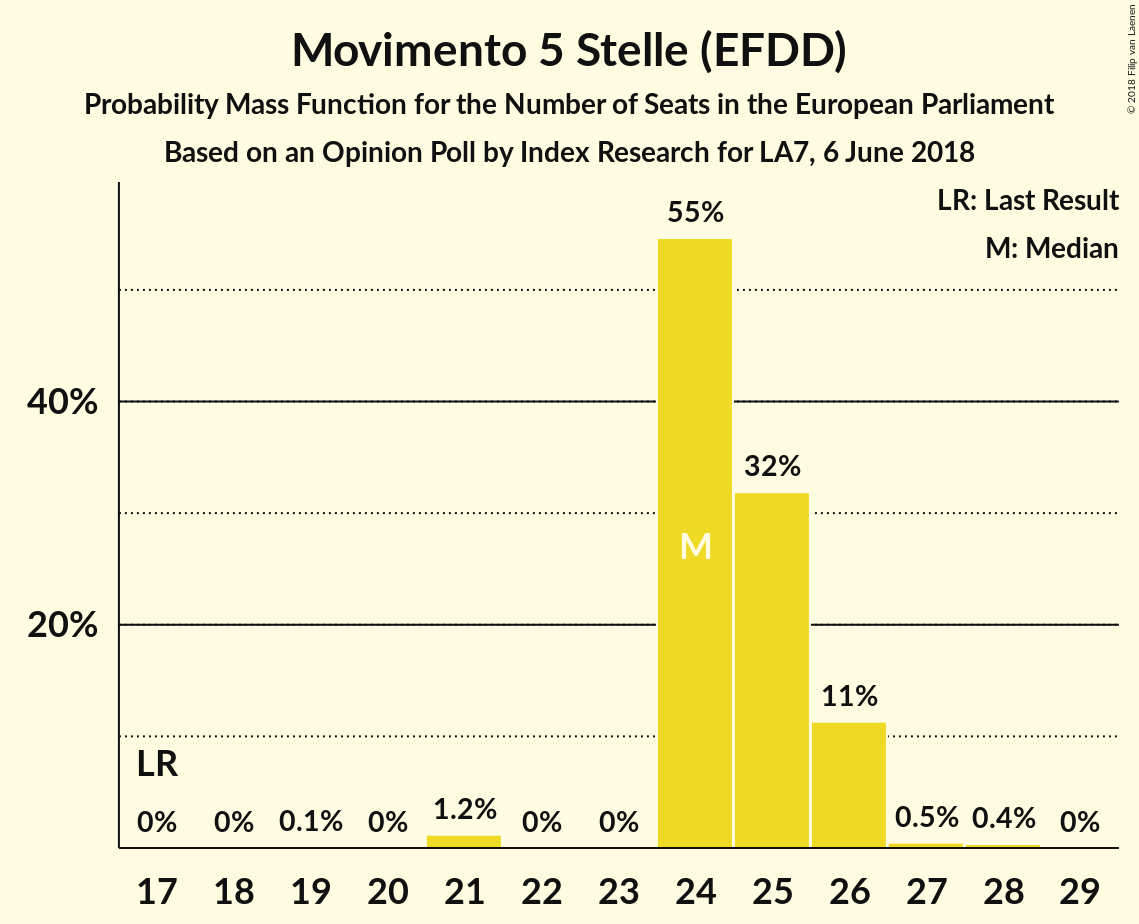 Movimento 5 Stelle (EFDD)
Probability Mass Function for the Number of Seats in the European Parliament
Based on an Opinion Poll by Index Research for LA7, 6 June 2018
© 2018 Filip van Laenen
LR: Last Result
M: Median
55%
40%
32%
M
20%
11%
LR
0% 0% 0.1% 0% 1.2% 0% 0% 0.5% 0.4% 0%
17 18 19 20 21 22 23 24 25 26 27 28 29